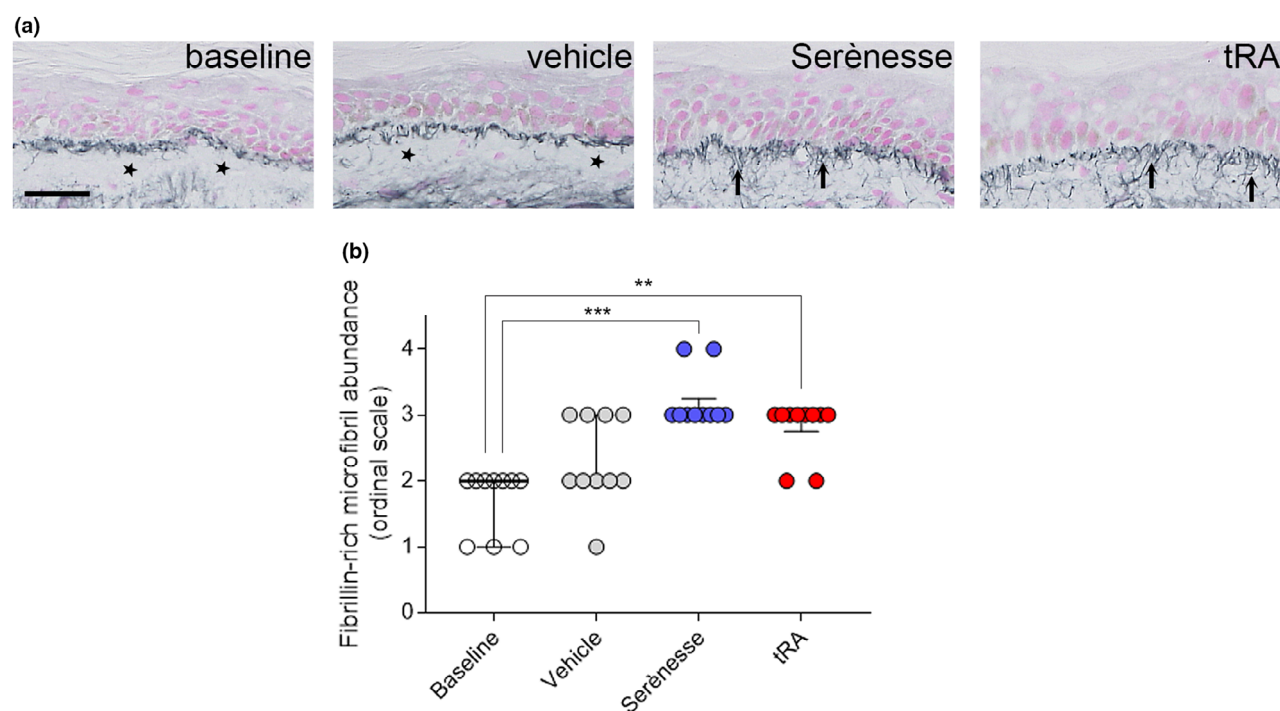 (a)
baseline
vehicle
Serènesse
tRA
(b)
**
***
Fibrillin-rich microfibril abundance
(ordinal scale)
4
3
2
1
0
Baseline
Vehicle
Serènesse
tRA